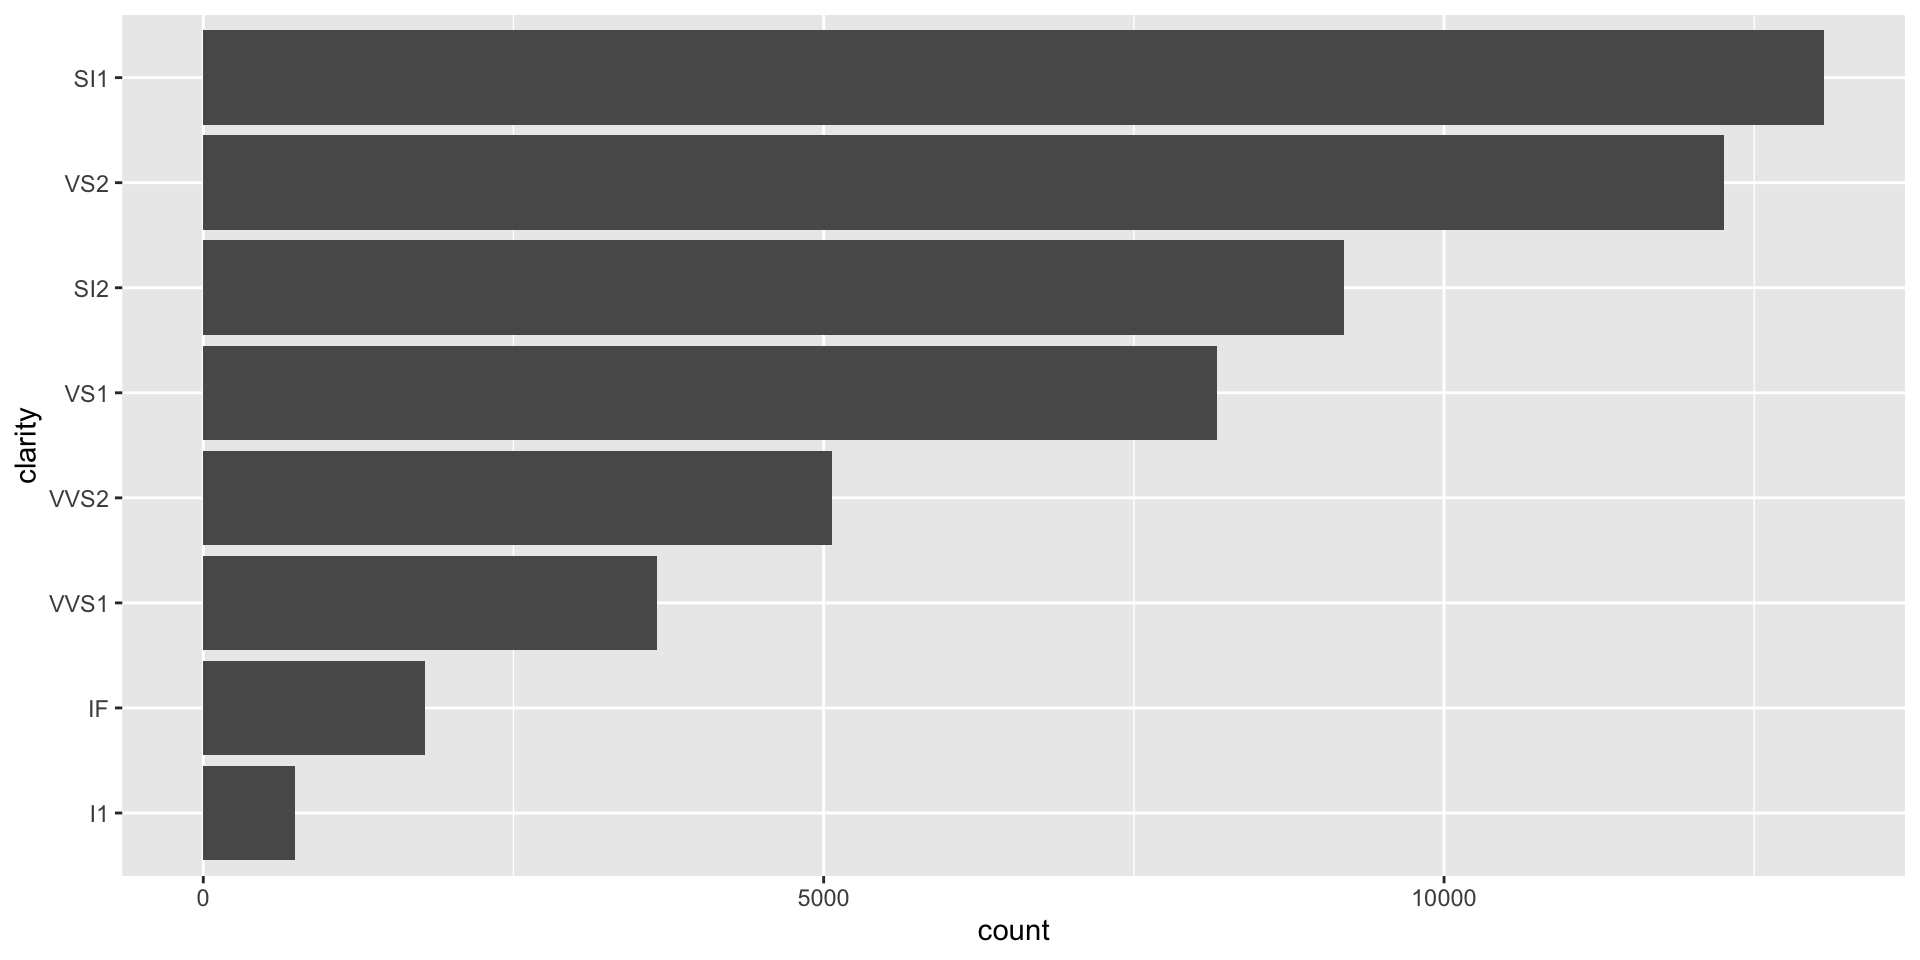 SI1
VS2
SI2
VS1
VVS2
VVS1
IF
I1
clarity
0 5000 10000
count